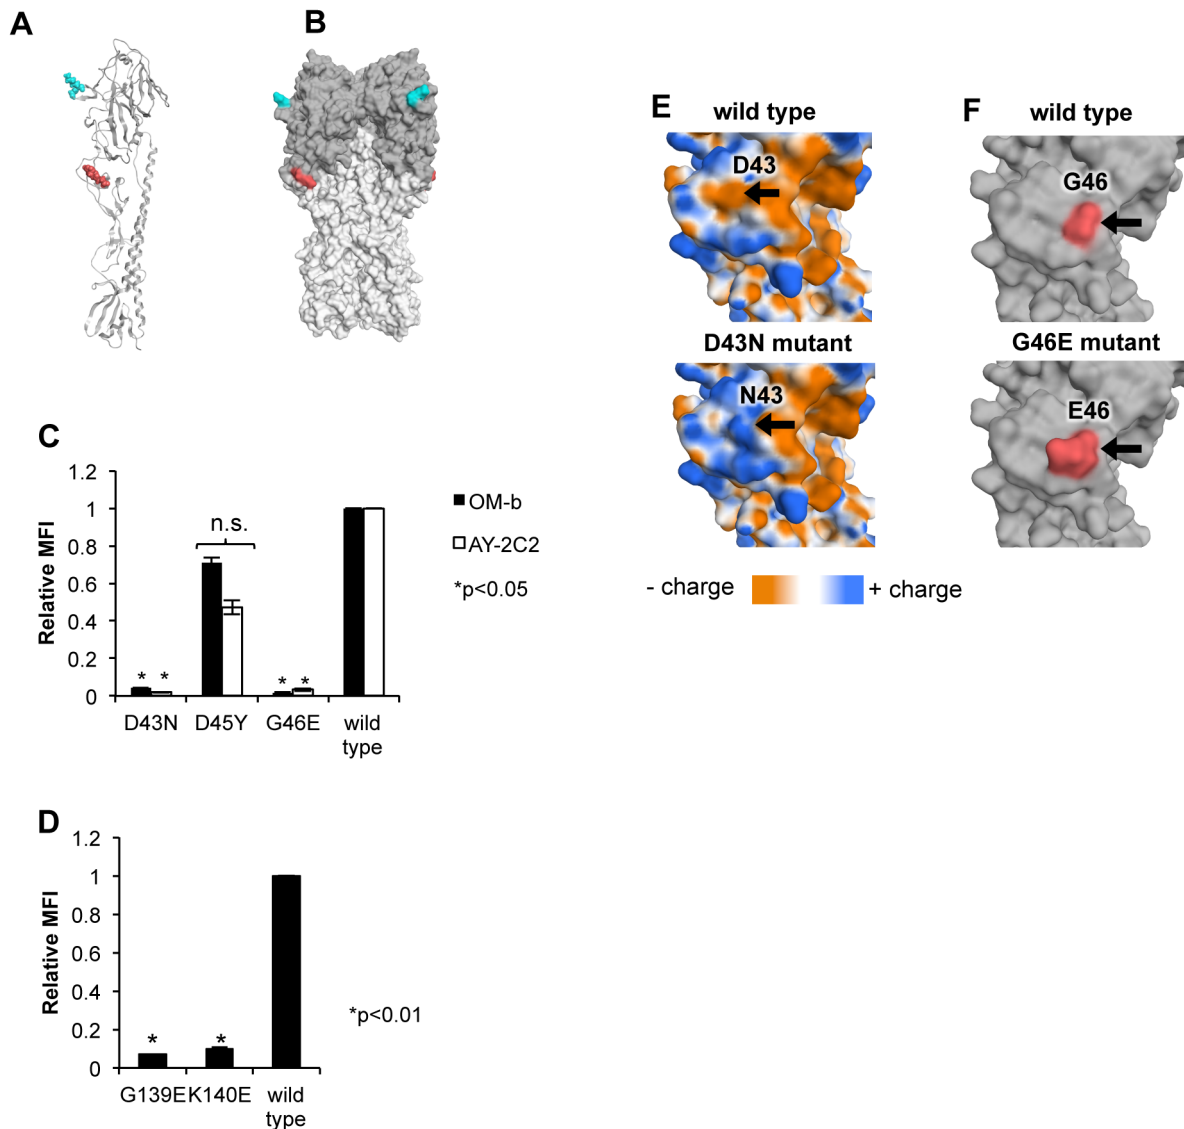 A
B
C
1.2
1
0.8
0.6
0.4
0.2
0
Relative MFI
n.s.
* *
* *
D43N D45Y G46E wild
type
OM-b
AY-2C2
*p<0.05
D
1.2
1
0.8
0.6
0.4
0.2
0
Relative MFI
* *
G139E K140E wild
type
*p<0.01
E
wild type
D43
D43N mutant
N43
- charge + charge
F
wild type
G46
G46E mutant
E46